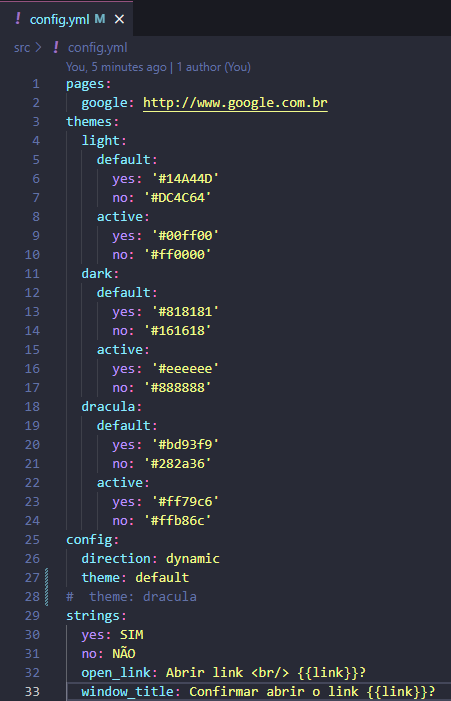 ! config.yml M ×
src > ! config.yml
You, 5 minutes ago | 1 author (You)
1 pages:
2   google: http://www.google.com.br
3 themes:
4   light:
5     default:
6       yes: '#14A44D'
7       no: '#DC4C64'
8     active:
9       yes: '#00ff00'
10       no: '#ff0000'
11   dark:
12     default:
13       yes: '#818181'
14       no: '#161618'
15     active:
16       yes: '#eeeeee'
17       no: '#888888'
18   dracula:
19     default:
20       yes: '#bd93f9'
21       no: '#282a36'
22     active:
23       yes: '#ff79c6'
24       no: '#ffb86c'
25 config:
26   direction: dynamic
27   theme: default
28 #  theme: dracula
29 strings:
30   yes: SIM
31   no: NÃO
32   open_link: Abrir link <br/> {{link}}?
33   window_title: Confirmar abrir o link {{link}}?